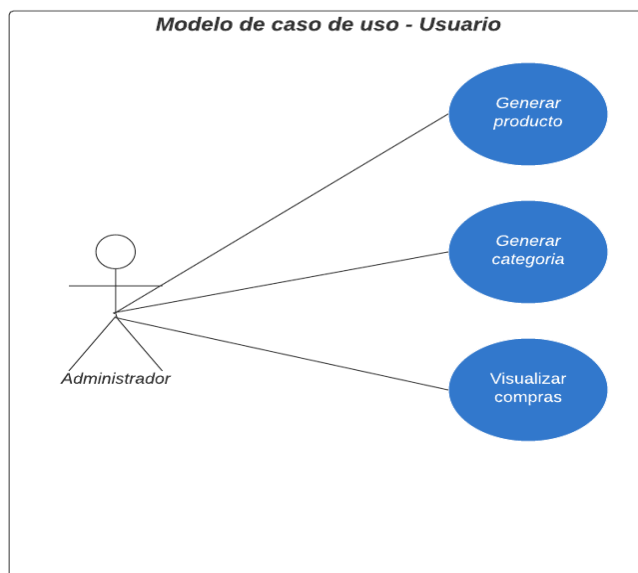 Modelo de caso de uso - Usuario
Generar
producto
Generar
categoria
Administrador
Visualizar
compras